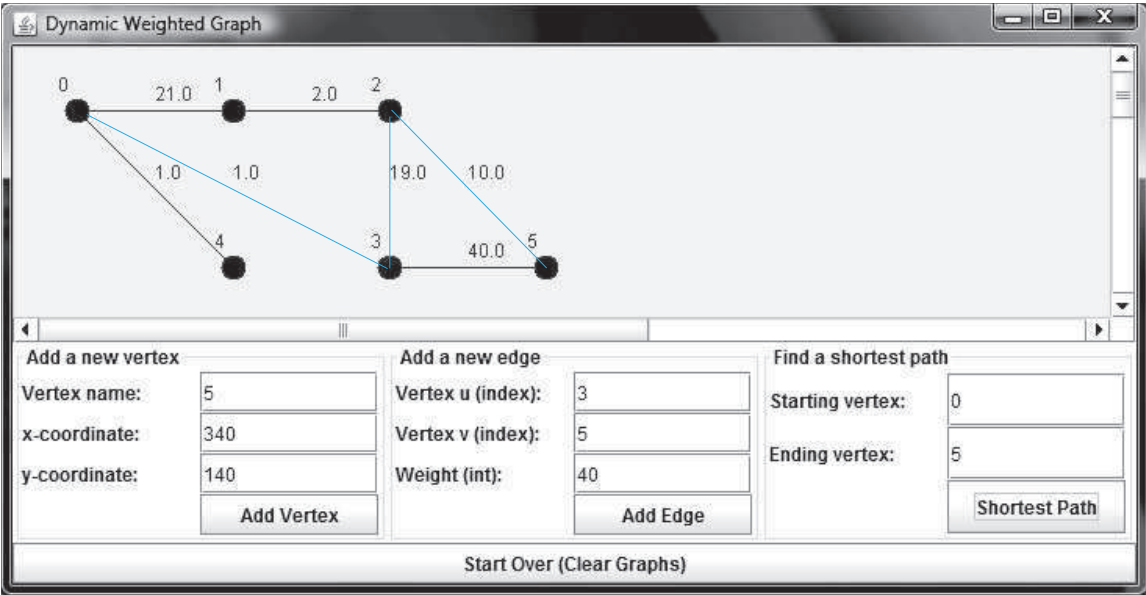 Dynamic Weighted Graph
0 21.0 1 2.0 2
1.0 1.0 19.0 10.0
4 3 40.0 5
Add a new vertex
Vertex name: 5
x-coordinate: 340
y-coordinate: 140
Add Vertex
Add a new edge
Vertex u (index): 3
Vertex v (index): 5
Weight (int): 40
Add Edge
Find a shortest path
Starting vertex: 0
Ending vertex: 5
Shortest Path
Start Over (Clear Graphs)